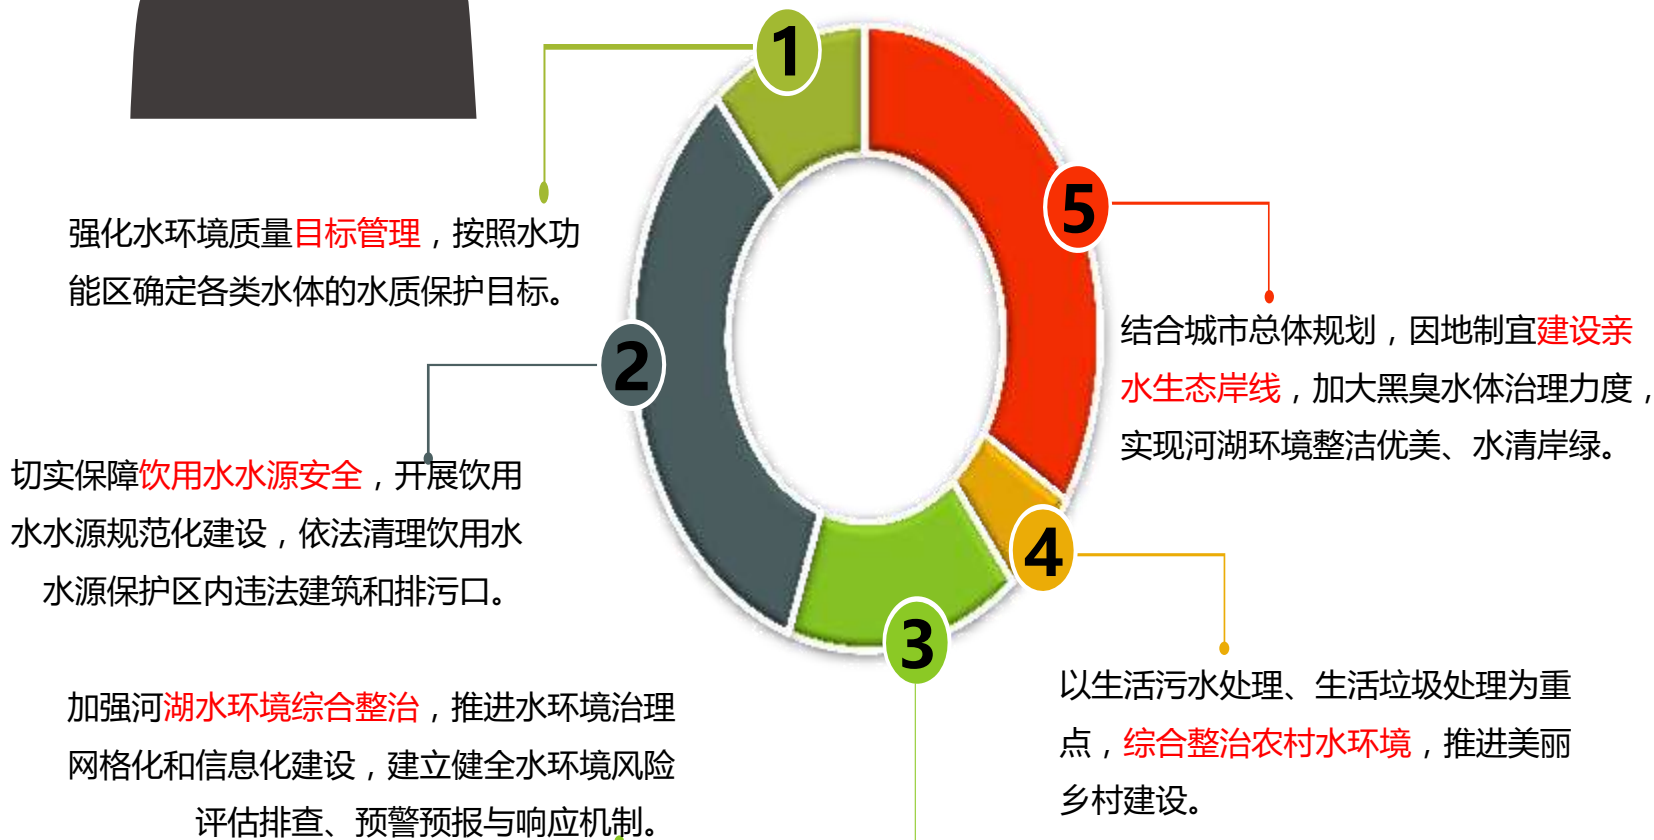 1
强化水环境质量目标管理，按照水功
能区确定各类水体的水质保护目标。
2
切实保障饮用水水源安全，开展饮用
水水源规范化建设，依法清理饮用水
水源保护区内违法建筑和排污口。
3
加强河湖水环境综合整治，推进水环境治理
网格化和信息化建设，建立健全水环境风险
评估排查、预警预报与响应机制。
4
以生活污水处理、生活垃圾处理为重
点，综合整治农村水环境，推进美丽
乡村建设。
5
结合城市总体规划，因地制宜建设亲
水生态岸线，加大黑臭水体治理力度，
实现河湖环境整洁优美、水清岸绿。